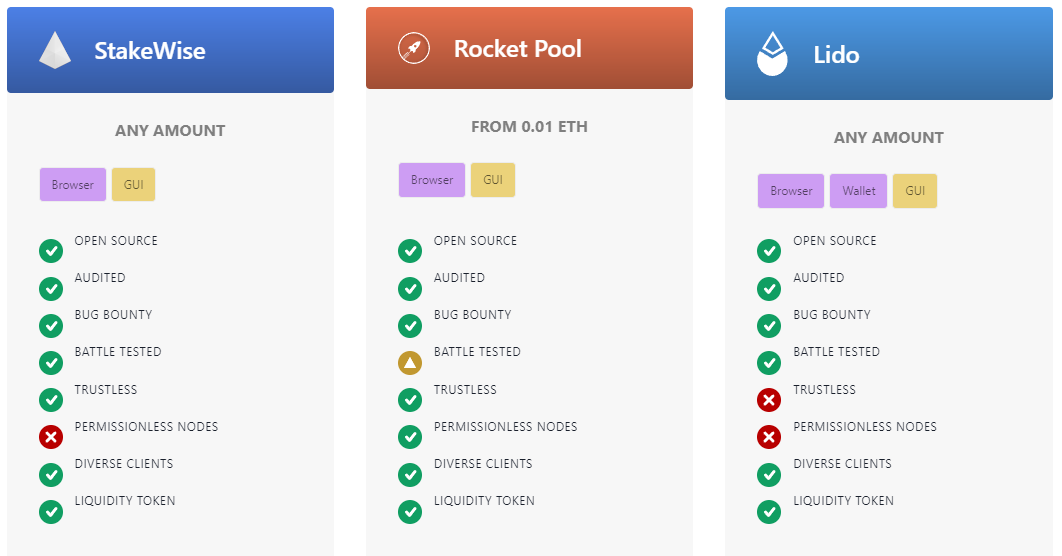 StakeWise
ANY AMOUNT
Browser
GUI
OPEN SOURCE
AUDITED
BUG BOUNTY
BATTLE TESTED
TRUSTLESS
PERMISSIONLESS NODES
DIVERSE CLIENTS
LIQUIDITY TOKEN
Rocket Pool
FROM 0.01 ETH
Browser
GUI
OPEN SOURCE
AUDITED
BUG BOUNTY
BATTLE TESTED
TRUSTLESS
PERMISSIONLESS NODES
DIVERSE CLIENTS
LIQUIDITY TOKEN
Lido
ANY AMOUNT
Browser
Wallet
GUI
OPEN SOURCE
AUDITED
BUG BOUNTY
BATTLE TESTED
TRUSTLESS
PERMISSIONLESS NODES
DIVERSE CLIENTS
LIQUIDITY TOKEN